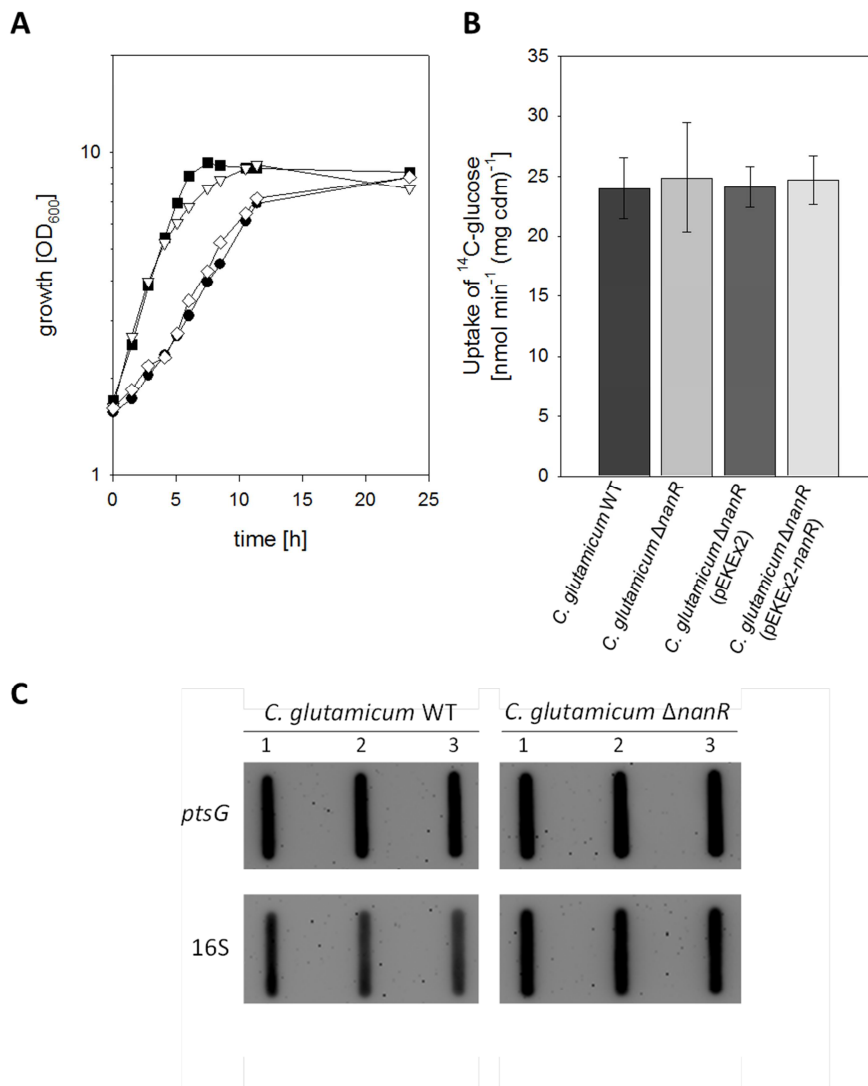 A
growth [OD600]
10
1
0
5
10
15
20
25
time [h]
B
Uptake of 14C-glucose
[nmol min-1 (mg cdm)-1]
35
30
25
20
15
10
5
0
C. glutamicum WT
C. glutamicum ΔnanR
C. glutamicum ΔnanR
(pEKEx2)
C. glutamicum ΔnanR
(pEKEx2-nanR)
C
C. glutamicum WT
C. glutamicum ΔnanR
1 2 3 1 2 3
ptsG
16S